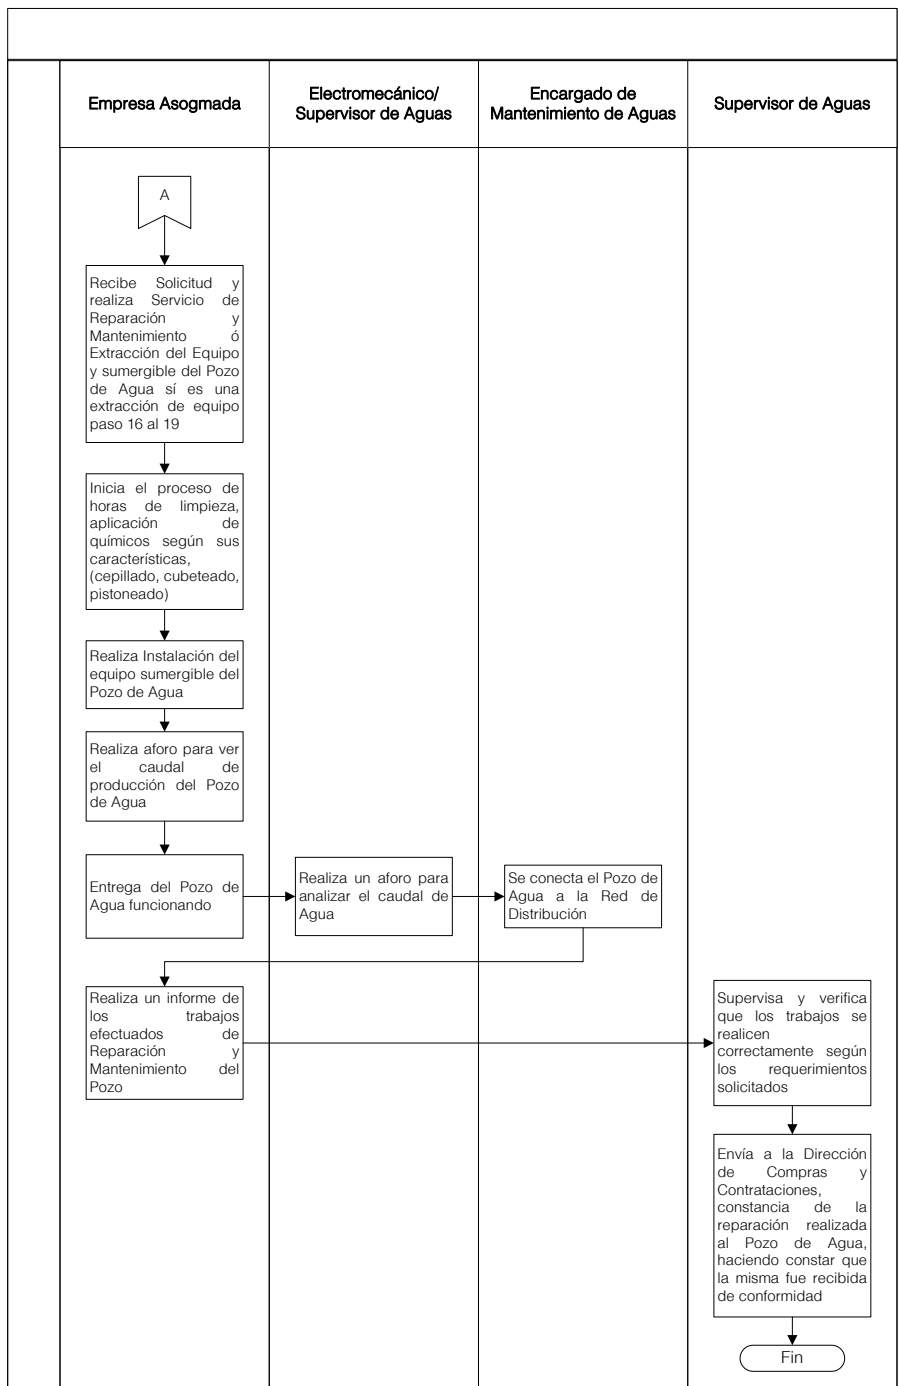 Empresa Asogmada
Electromecánico/
Supervisor de Aguas
Encargado de
Mantenimiento de Aguas
Supervisor de Aguas
A
Recibe Solicitud y
realiza Servicio de
Reparación y
Mantenimiento ó
Extracción del Equipo
y sumergible del Pozo
de Agua sí es una
extracción de equipo
paso 16 al 19
Inicia el proceso de
horas de limpieza,
aplicación de
químicos según sus
características,
(cepillado, cubeteado,
pistoneado)
Realiza Instalación del
equipo sumergible del
Pozo de Agua
Realiza aforo para ver
el caudal de
producción del Pozo
de Agua
Entrega del Pozo de
Agua funcionando
Realiza un aforo para
analizar el caudal de
Agua
Se conecta el Pozo de
Agua a la Red de
Distribución
Realiza un informe de
los trabajos
efectuados de
Reparación y
Mantenimiento del
Pozo
Supervisa y verifica
que los trabajos se
realicen
correctamente según
los requerimientos
solicitados
Envía a la Dirección
de Compras y
Contrataciones,
constancia de la
reparación realizada
al Pozo de Agua,
haciendo constar que
la misma fue recibida
de conformidad
Fin